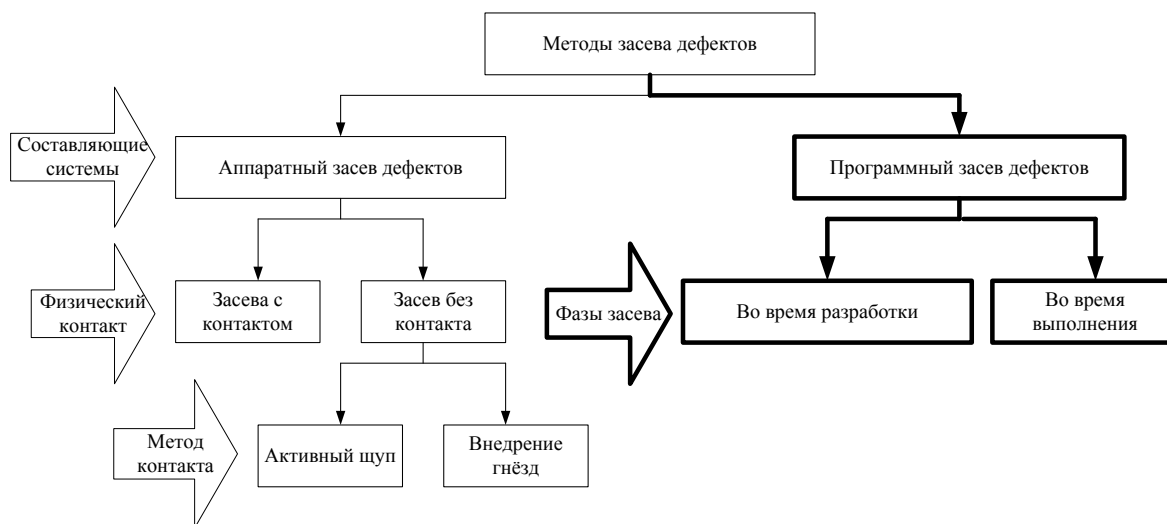 Методы засева дефектов
Составляющие
системы
Аппаратный засев дефектов
Программный засев дефектов
Физический
контакт
Засева с
контактом
Засев без
контакта
Фазы засева
Во время разработки
Во время
выполнения
Метод
контакта
Активный щуп
Внедрение
гнёзд